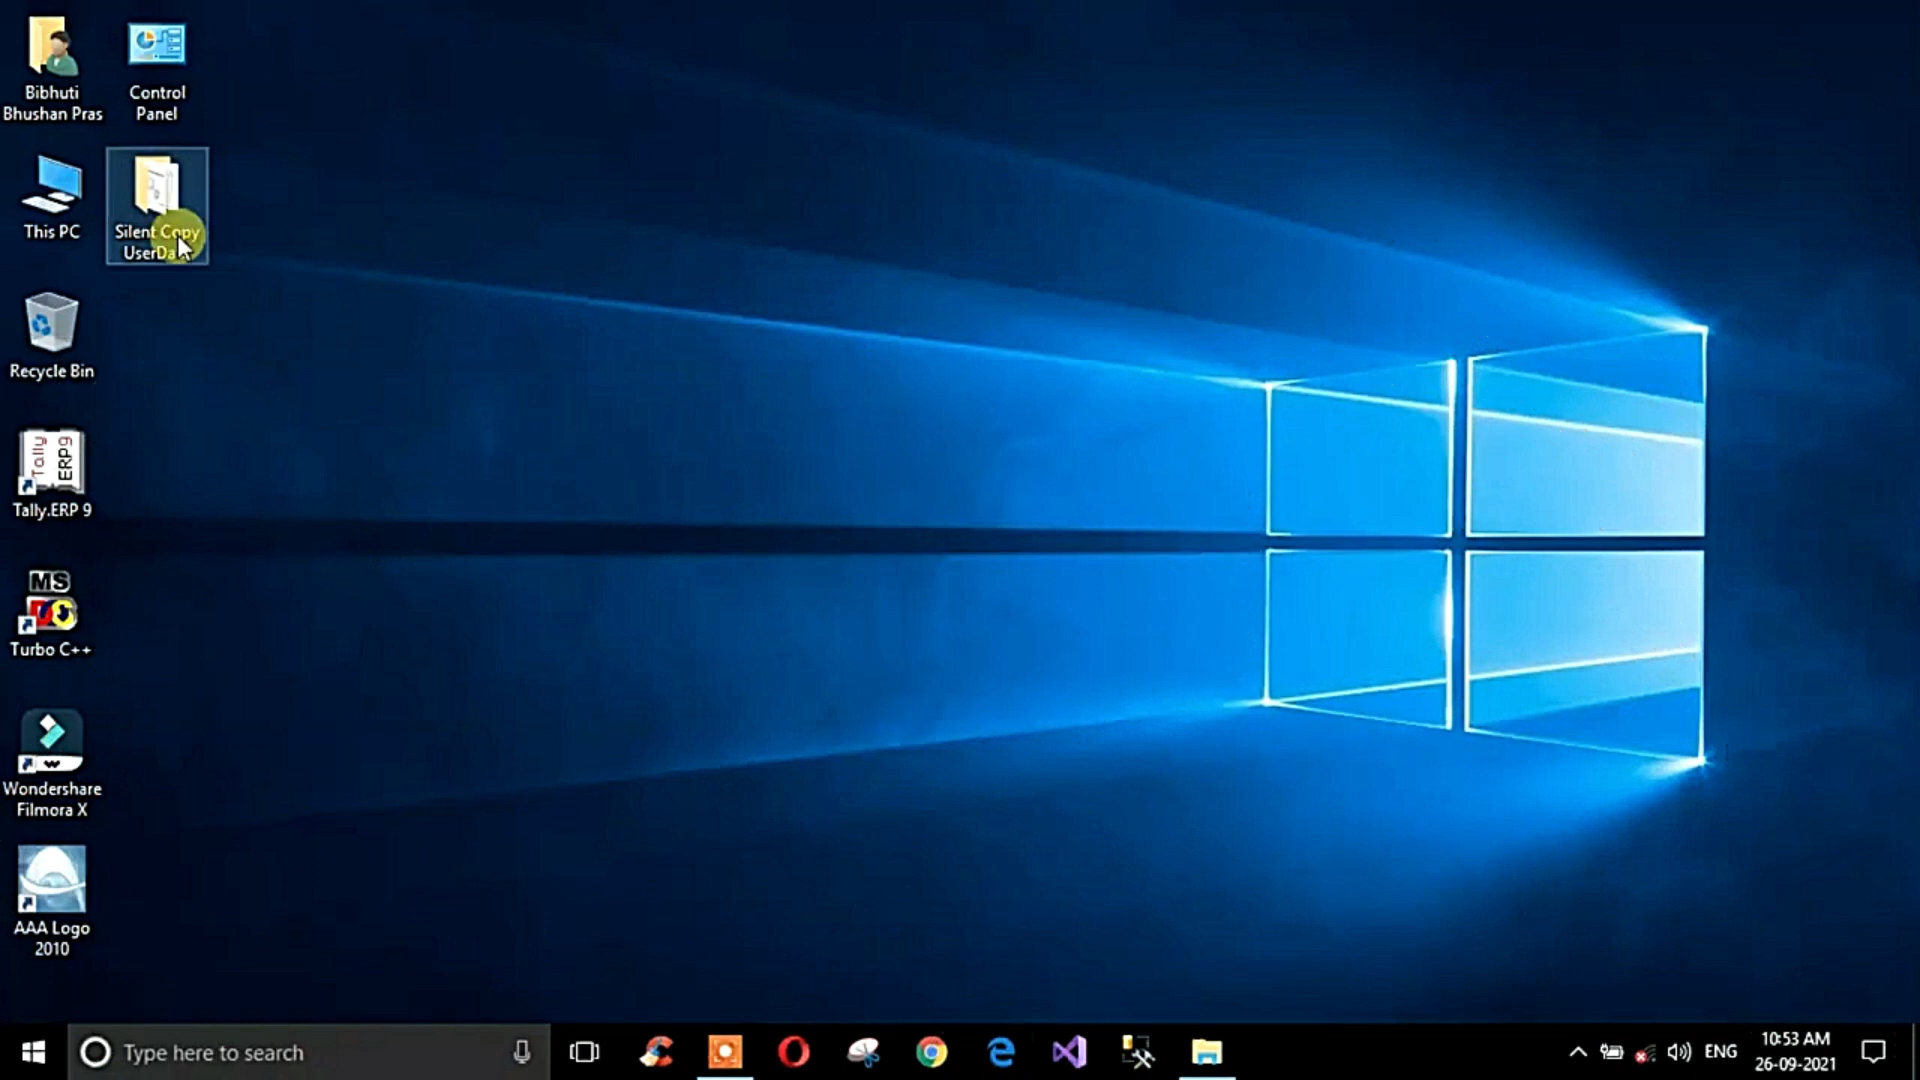 Bibhuti
Bhushan Pras
Control
Panel
This PC
Silent Copy
Recycle Bin
Tally
ERP9
Tally.ERP 9
MS
Turbo C++
Wondershare
Filmora X
AAA Logo
2010
Type here to search
ENG
10:53 AM
26-09-2021